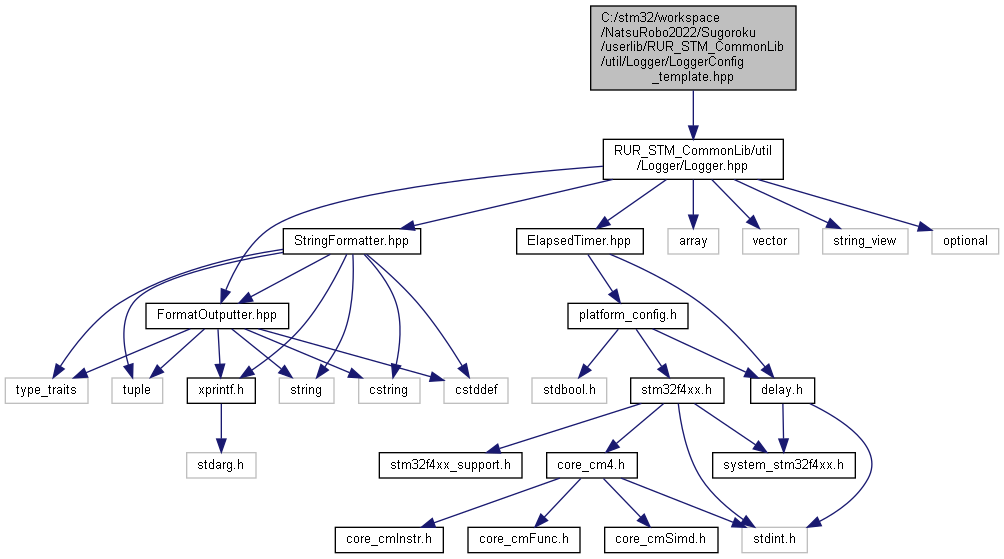 C:/stm32/workspace
/NatsuRobo2022/Sugoroku
/userlib/RUR_STM_CommonLib
/util/Logger/LoggerConfig
_template.hpp
RUR_STM_CommonLib/util
/Logger/Logger.hpp
StringFormatter.hpp
ElapsedTimer.hpp
array
vector
string_view
optional
FormatOutputter.hpp
platform_config.h
type_traits
tuple
xprintf.h
string
cstring
cstddef
stdbool.h
stm32f4xx.h
delay.h
stdarg.h
stm32f4xx_support.h
core_cm4.h
system_stm32f4xx.h
core_cmInstr.h
core_cmFunc.h
core_cmSimd.h
stdint.h